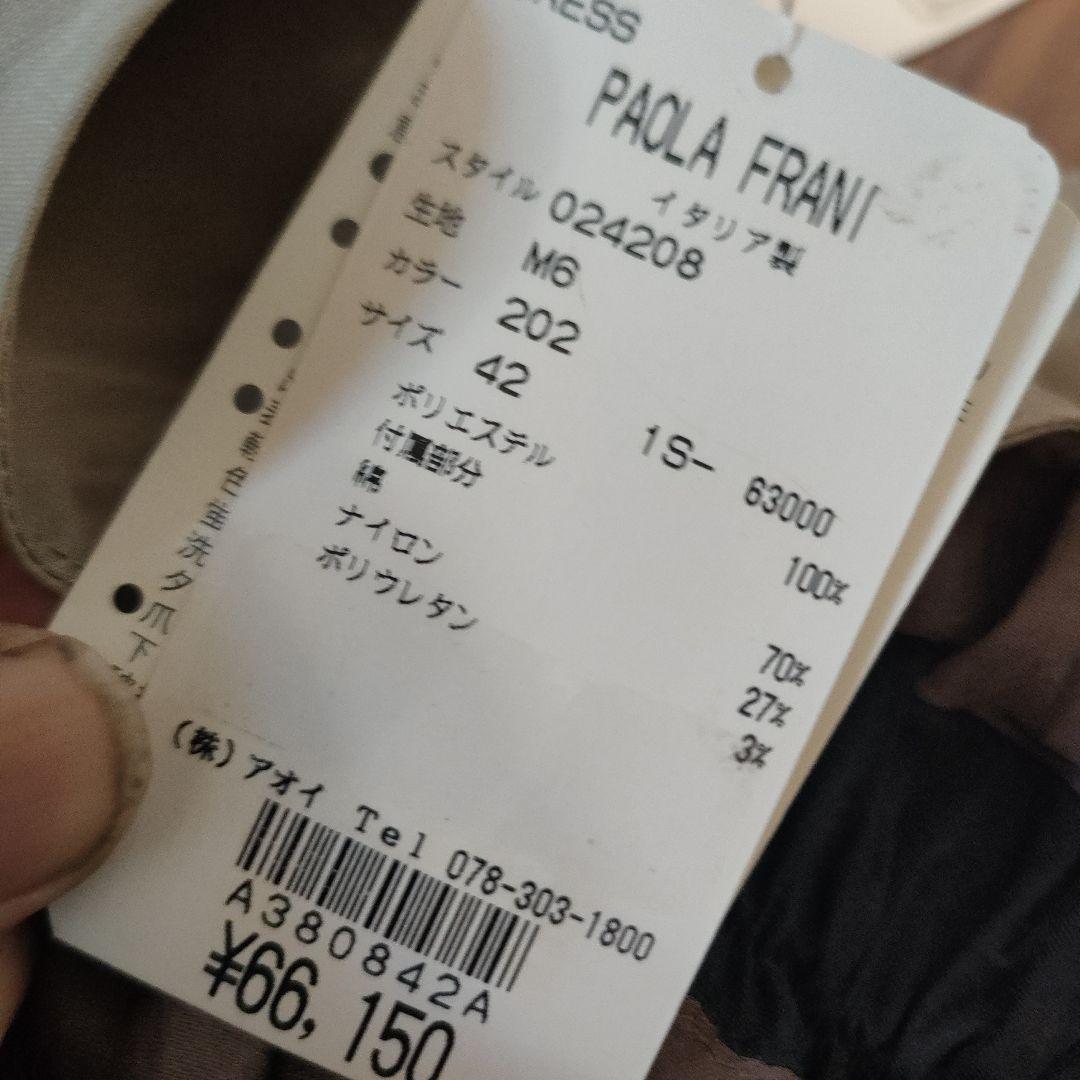 PAOLA FRANI
イタリア製
スタイル 024208
生地 M6
カラー 202
サイズ 42
1S- 63000
ポリエステル 100%
付属部分
綿 70%
ナイロン 27%
ポリウレタン 3%
(株)アオイ Tel 078-303-1800
A380842A
¥66,150